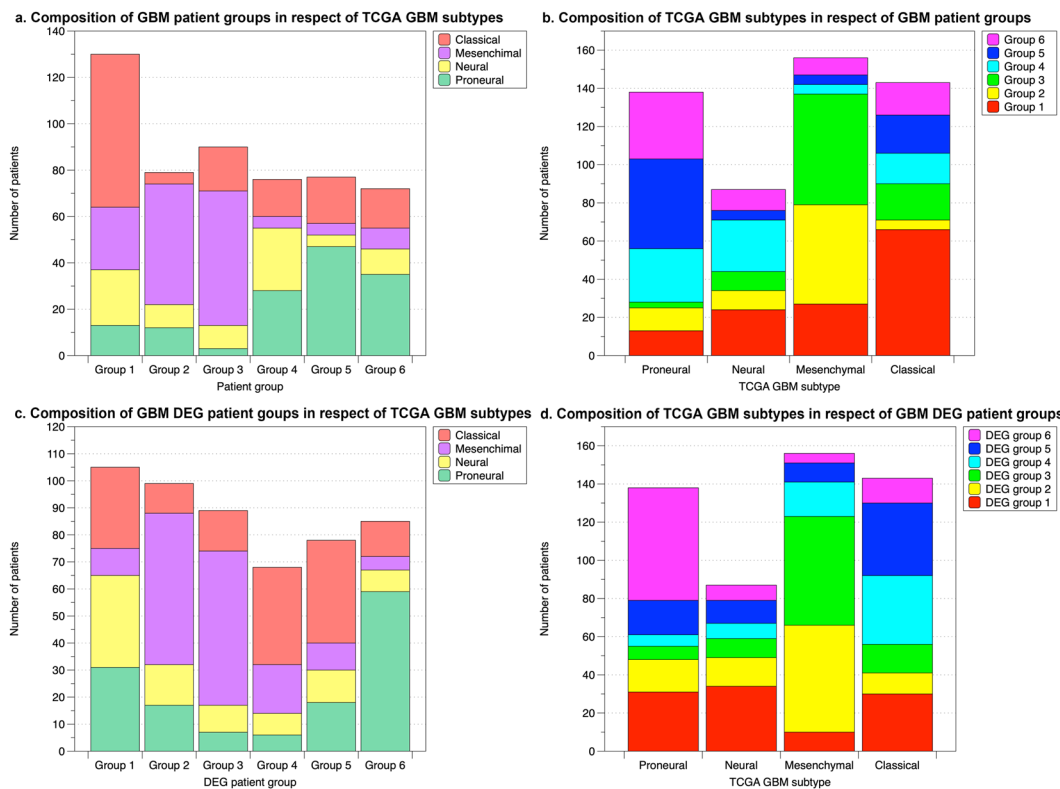 a. Composition of GBM patient groups in respect of TCGA GBM subtypes
140
120
100
80
60
40
20
0
Number of patients
Group 1 Group 2 Group 3 Group 4 Group 5 Group 6
Patient group
Classical
Mesenchimal
Neural
Proneural
b. Composition of TCGA GBM subtypes in respect of GBM patient groups
160
140
120
100
80
60
40
20
0
Number of patients
Proneural Neural Mesenchymal Classical
TCGA GBM subtype
Group 6
Group 5
Group 4
Group 3
Group 2
Group 1
c. Composition of GBM DEG patient goups in respect of TCGA GBM subtypes
120
110
100
90
80
70
60
50
40
30
20
10
0
Number of patients
Group 1 Group 2 Group 3 Group 4 Group 5 Group 6
DEG patient group
Classical
Mesenchimal
Neural
Proneural
d. Composition of TCGA GBM subtypes in respect of GBM DEG patient groups
160
140
120
100
80
60
40
20
0
Number of patients
Proneural Neural Mesenchymal Classical
TCGA GBM subtype
DEG group 6
DEG group 5
DEG group 4
DEG group 3
DEG group 2
DEG group 1